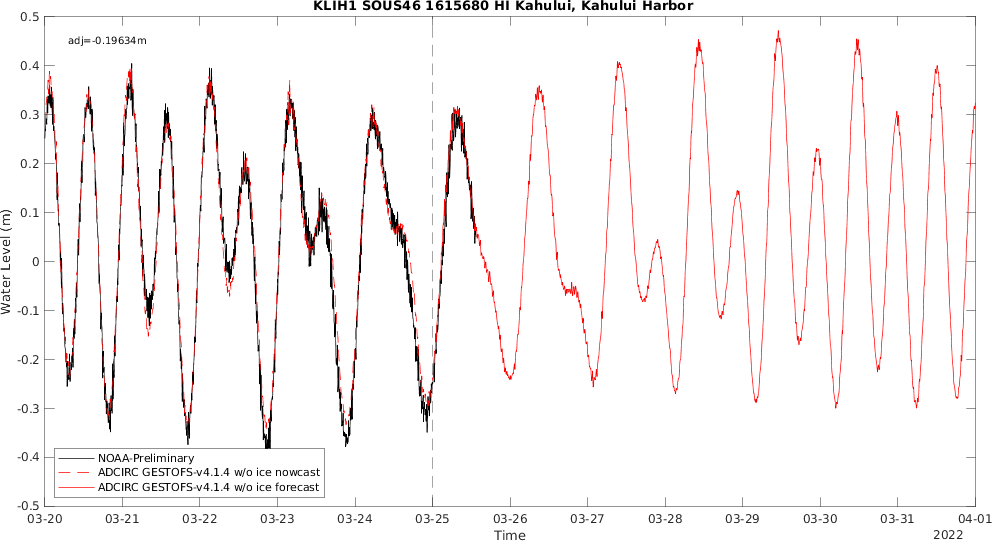 KLIH1 SOUS46 1615680 HI Kahului, Kahului Harbor
adj=-0.19634m
0.5
0.4
0.3
0.2
0.1
0
-0.1
-0.2
-0.3
-0.4
-0.5
Water Level (m)
NOAA-Preliminary
ADCIRC GESTOFS-v4.1.4 w/o ice nowcast
ADCIRC GESTOFS-v4.1.4 w/o ice forecast
03-20 03-21 03-22 03-23 03-24 03-25 03-26 03-27 03-28 03-29 03-30 03-31 04-01
Time
2022